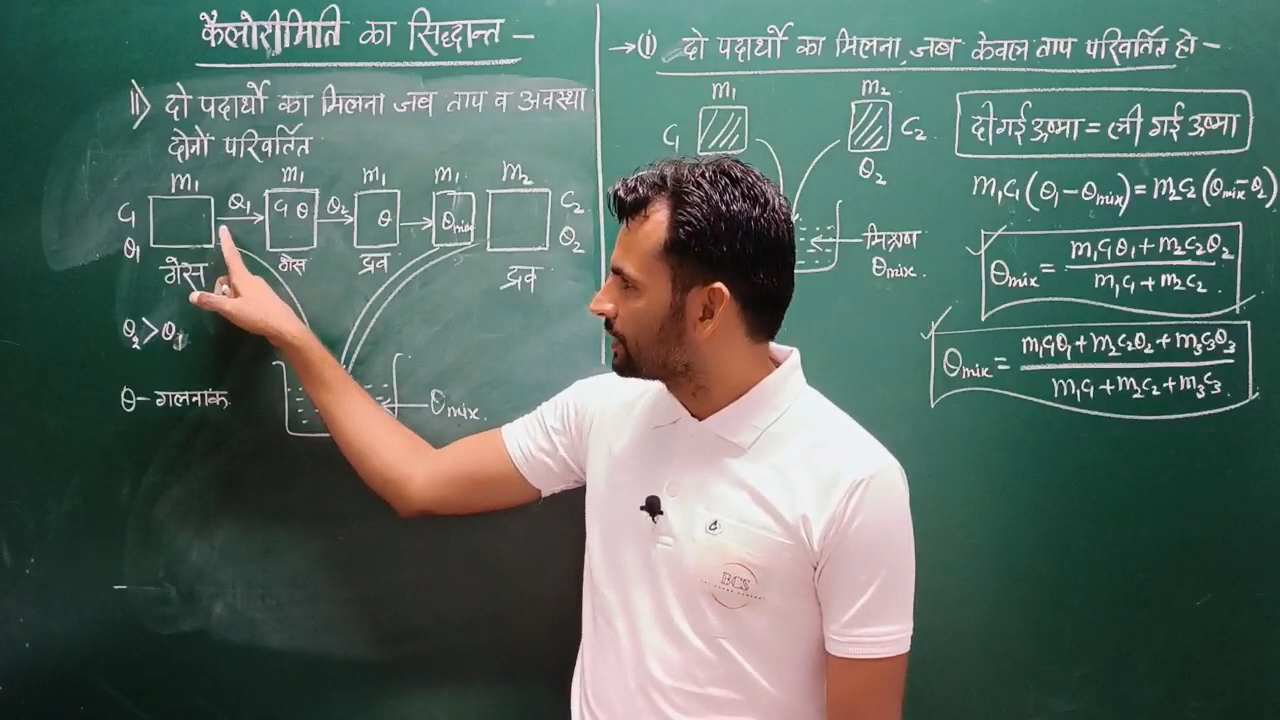 कैलोरीमिति का सिद्धान्त –
ii) दो पदार्थो का मिलना जब ताप व अवस्था
दोनों परिवर्तित
m₁ m₁ m₁ m₁ m₂
C₁ θ₁ C₁ θ θ₂ θ θmix C₂
θ₁ θ₂
गैस ठोस द्रव द्रव
θ₂ > θ₁
θ – गलनांक
θmix.
→(i) दो पदार्थो का मिलना, जब केवल ताप परिवर्तित हो –
m₁ m₂
C₁ C₂
θ₂
मिश्रण
θmix.
दी गई ऊष्मा = ली गई ऊष्मा
m₁C₁(θ₁ – θmix) = m₂C₂(θmix – θ₂)
θmix = m₁C₁θ₁ + m₂C₂θ₂ / m₁C₁ + m₂C₂.
θmix = m₁C₁θ₁ + m₂C₂θ₂ + m₃C₃θ₃ / m₁C₁ + m₂C₂ + m₃C₃.
BCS